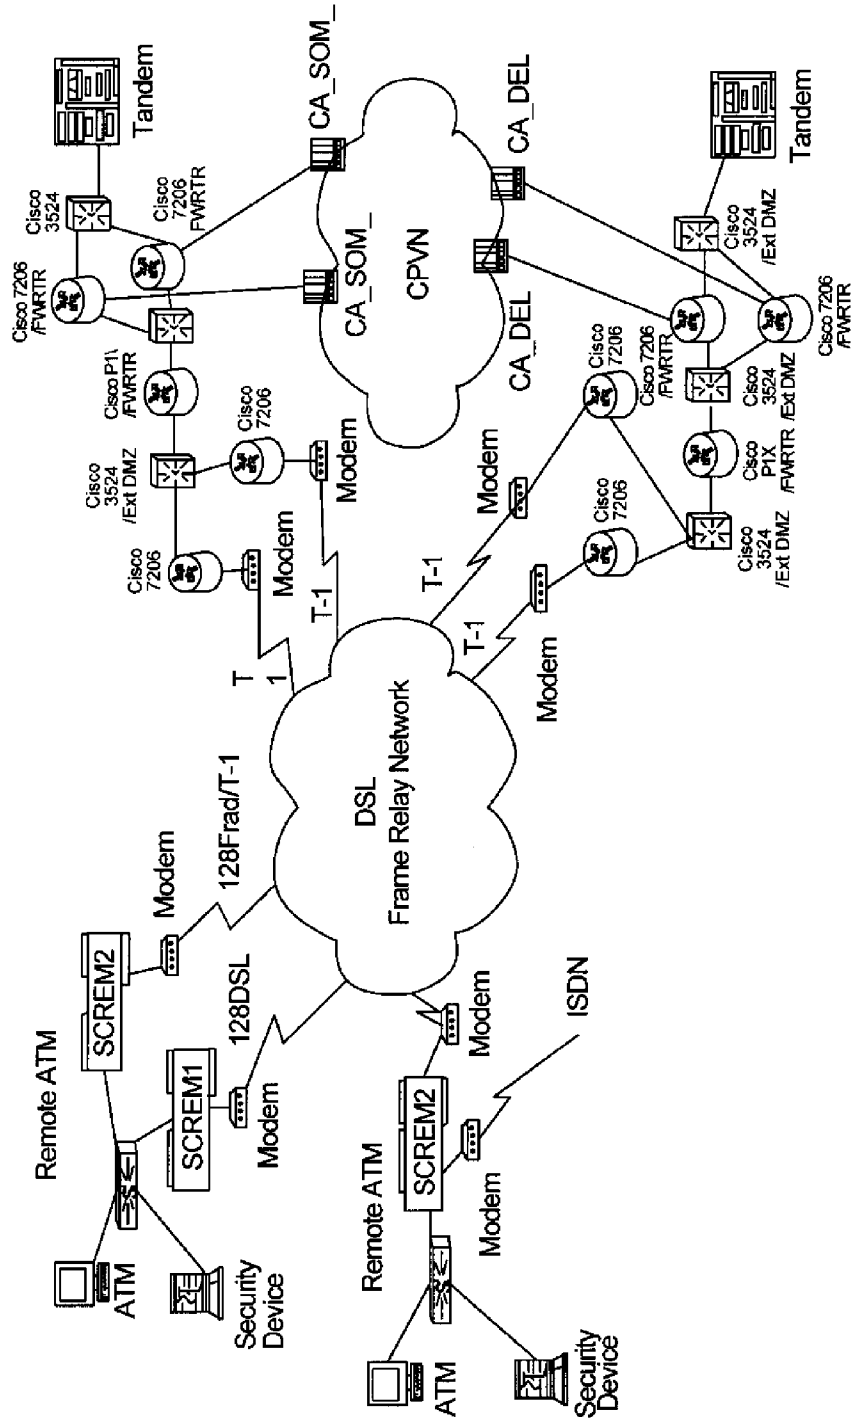 Remote ATM
ATM
Security
Device
SCREM2
SCREM1
Modem
Modem
128Frad/T-1
128DSL
Remote ATM
ATM
Security
Device
SCREM2
Modem
Modem
ISDN
DSL
Frame Relay Network
T
1
T-1
Modem
Modem
Cisco
7206
Cisco
7206
Cisco
3524
/Ext DMZ
Cisco P1\
/FWRTR
Cisco 7206
/FWRTR
Cisco
7206
FWRTR
Cisco
3524
Tandem
CA_SOM_
CA_SOM_
CPVN
CA_DEL
CA_DEL
T-1
T-1
Modem
Modem
Cisco
7206
Cisco
7206
Cisco
3524
/Ext DMZ
Cisco
P1X
/FWRTR
Cisco
3524
/Ext DMZ
Cisco 7206
/FWRTR
Cisco 7206
/FWRTR
Cisco
3524
/Ext DMZ
Tandem